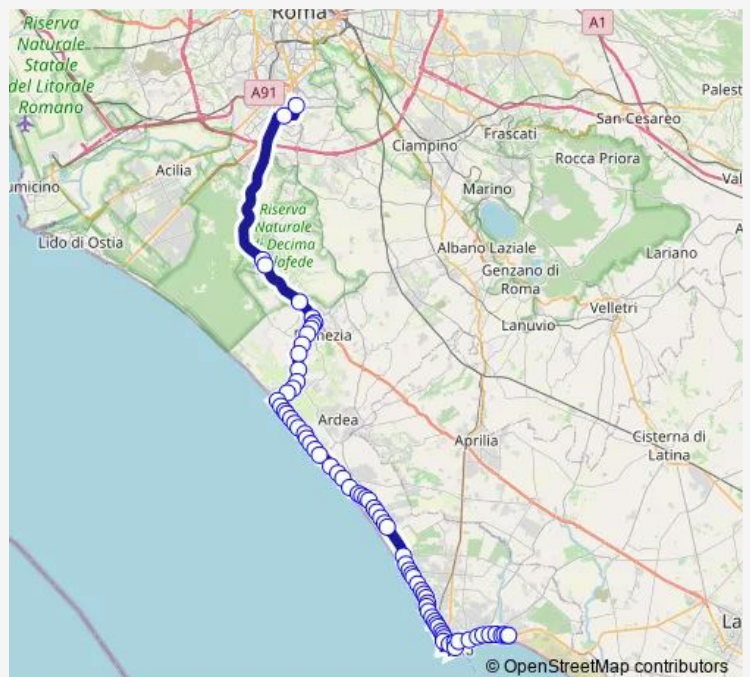 Roma
A1
Riserva
Naturale
Statale
del Litorale
Romano
A91
Palest
San Cesareo
Frascati
Ciampino
Rocca Priora
Acilia
Val
Marino
umicino
Riserva
Naturale
Decima
Lido di Ostia
Albano Laziale
Lariano
Genzano di
Roma
Velletri
Lanuvio
Ardea
Aprilia
Cisterna di
Latina
La
© OpenStreetMap contributors